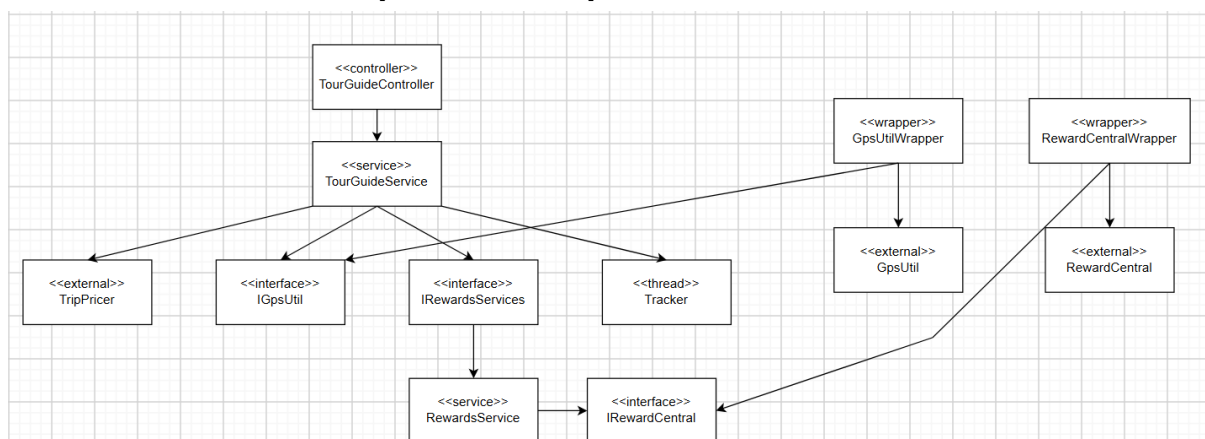 <<controller>>
TourGuideController
<<wrapper>>
GpsUtilWrapper
<<wrapper>>
RewardCentralWrapper
<<service>>
TourGuideService
<<external>>
GpsUtil
<<external>>
RewardCentral
<<external>>
TripPricer
<<interface>>
IGpsUtil
<<interface>>
IRewardsServices
<<thread>>
Tracker
<<service>>
RewardsService
<<interface>>
IRewardCentral